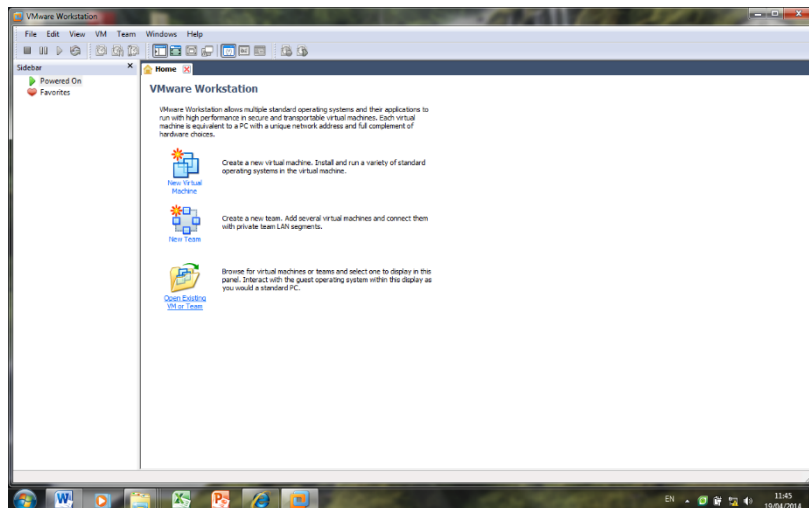 VMware Workstation
File Edit View VM Team Windows Help
Sidebar
Powered On
Favorites
Home
VMware Workstation
VMware Workstation allows multiple standard operating systems and their applications to
run with high performance in secure and transportable virtual machines. Each virtual
machine is equivalent to a PC with a unique network address and full complement of
hardware choices.
New Virtual
Machine
Create a new virtual machine. Install and run a variety of standard
operating systems in the virtual machine.
New Team
Create a new team. Add several virtual machines and connect them
with private team LAN segments.
Open Existing
VM or Team
Browse for virtual machines or teams and select one to display in this
panel. Interact with the guest operating system within this display as
you would a standard PC.
EN
11:45
19/04/2014